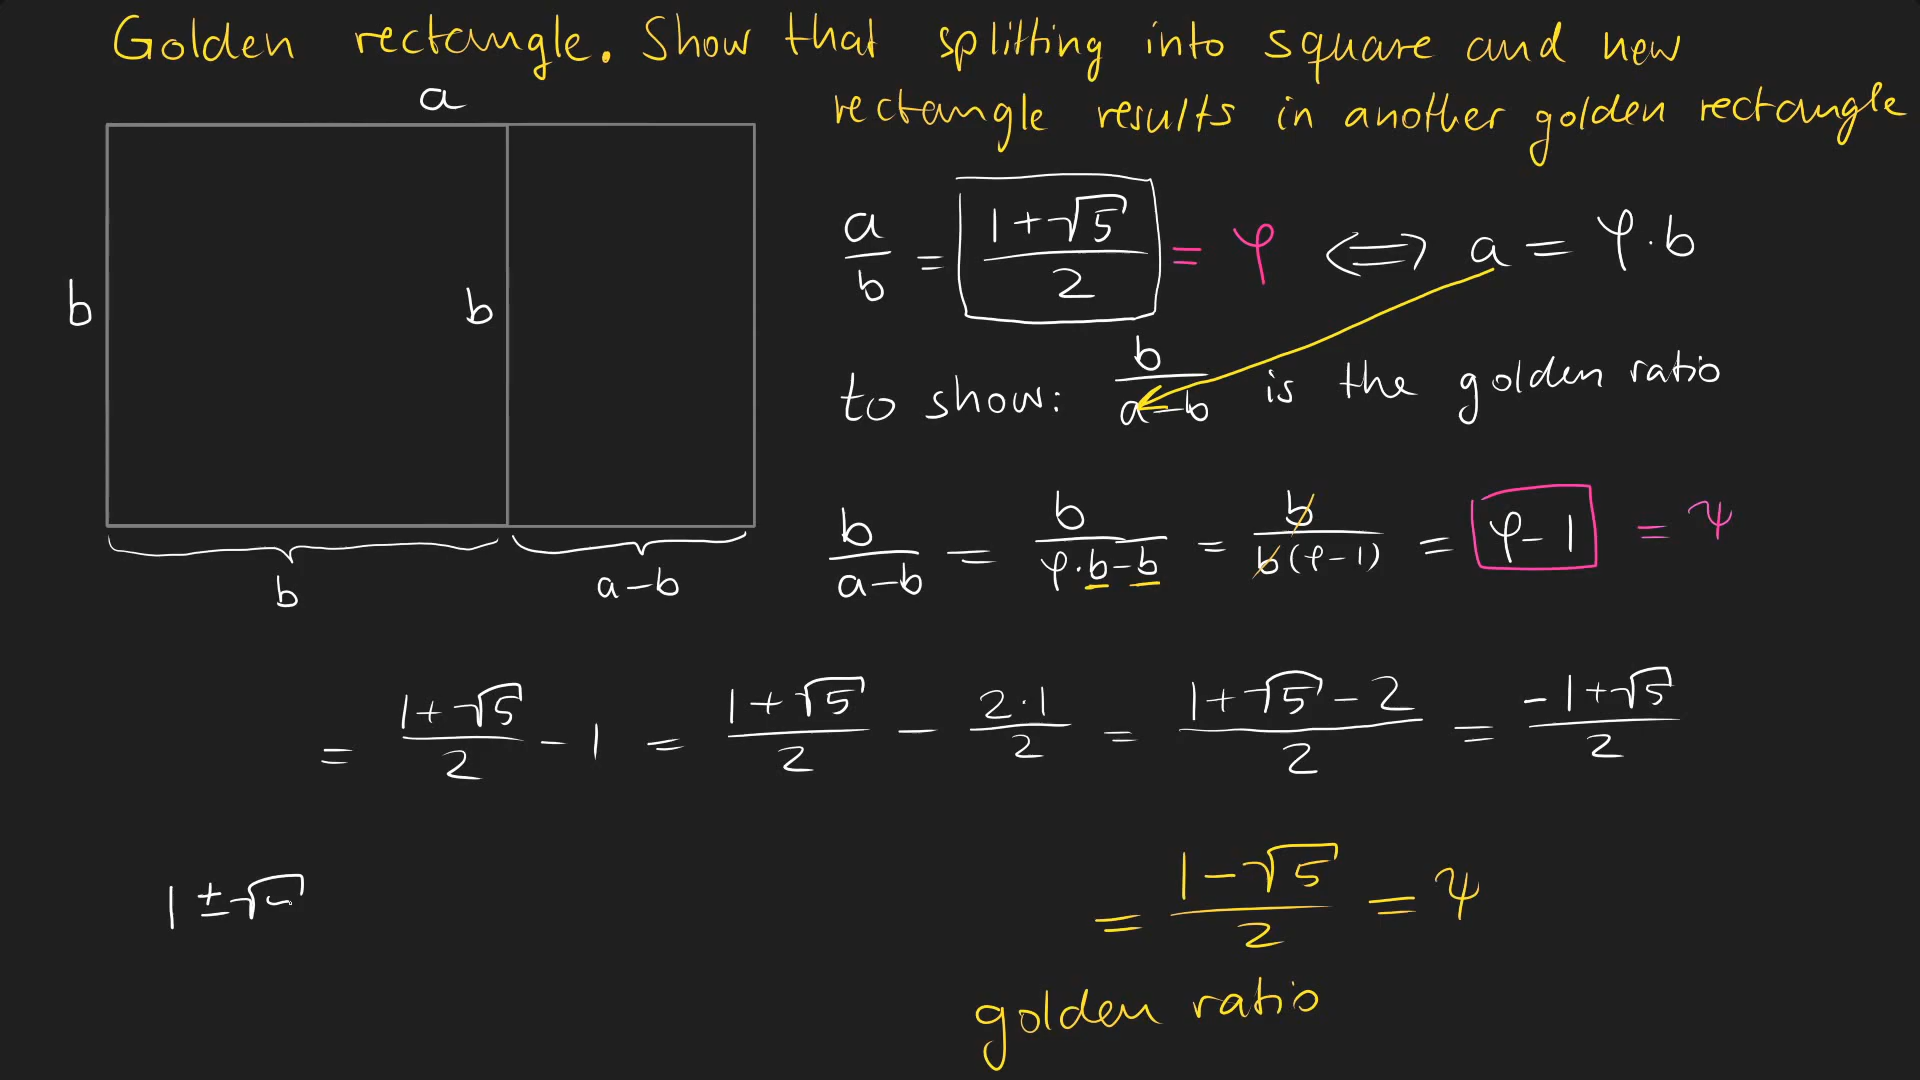 Golden rectangle. Show that splitting into square and new
rectangle results in another golden rectangle
a
b
b
b
a-b
a/b = (1+√5)/2 = φ ⟺ a = φ·b
to show: b/(a-b) is the golden ratio
b/(a-b) = b/(φ·b-b) = b/(b(φ-1)) = φ-1 = ψ
= (1+√5)/2 - 1 = (1+√5)/2 - (2·1)/2 = (1+√5-2)/2 = (-1+√5)/2
= (1-√5)/2 = ψ
golden ratio
1±√